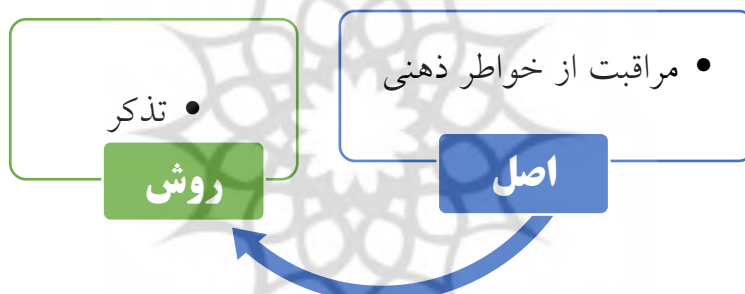 • مراقبت از خواطر ذهنی
اصل
• تذکر
روش